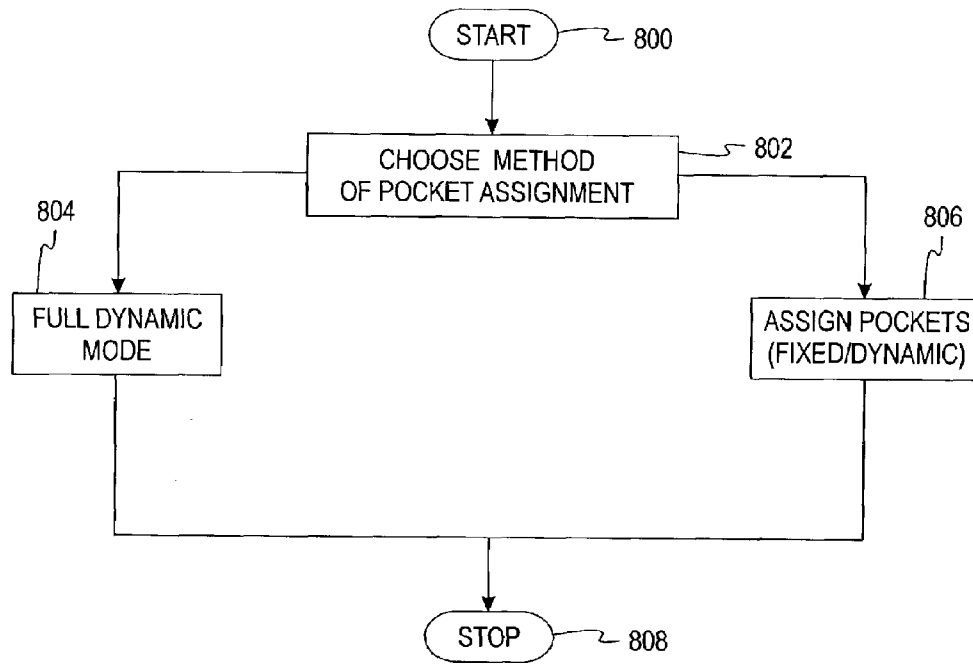 START
800
CHOOSE METHOD
OF POCKET ASSIGNMENT
802
804
806
FULL DYNAMIC
MODE
ASSIGN POCKETS
(FIXED/DYNAMIC)
STOP
808